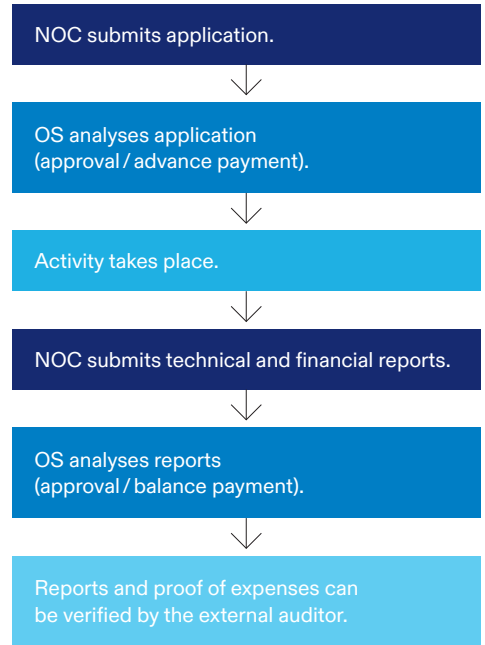 NOC submits application.
OS analyses application
(approval / advance payment).
Activity takes place.
NOC submits technical and financial reports.
OS analyses reports
(approval / balance payment).
Reports and proof of expenses can
be verified by the external auditor.